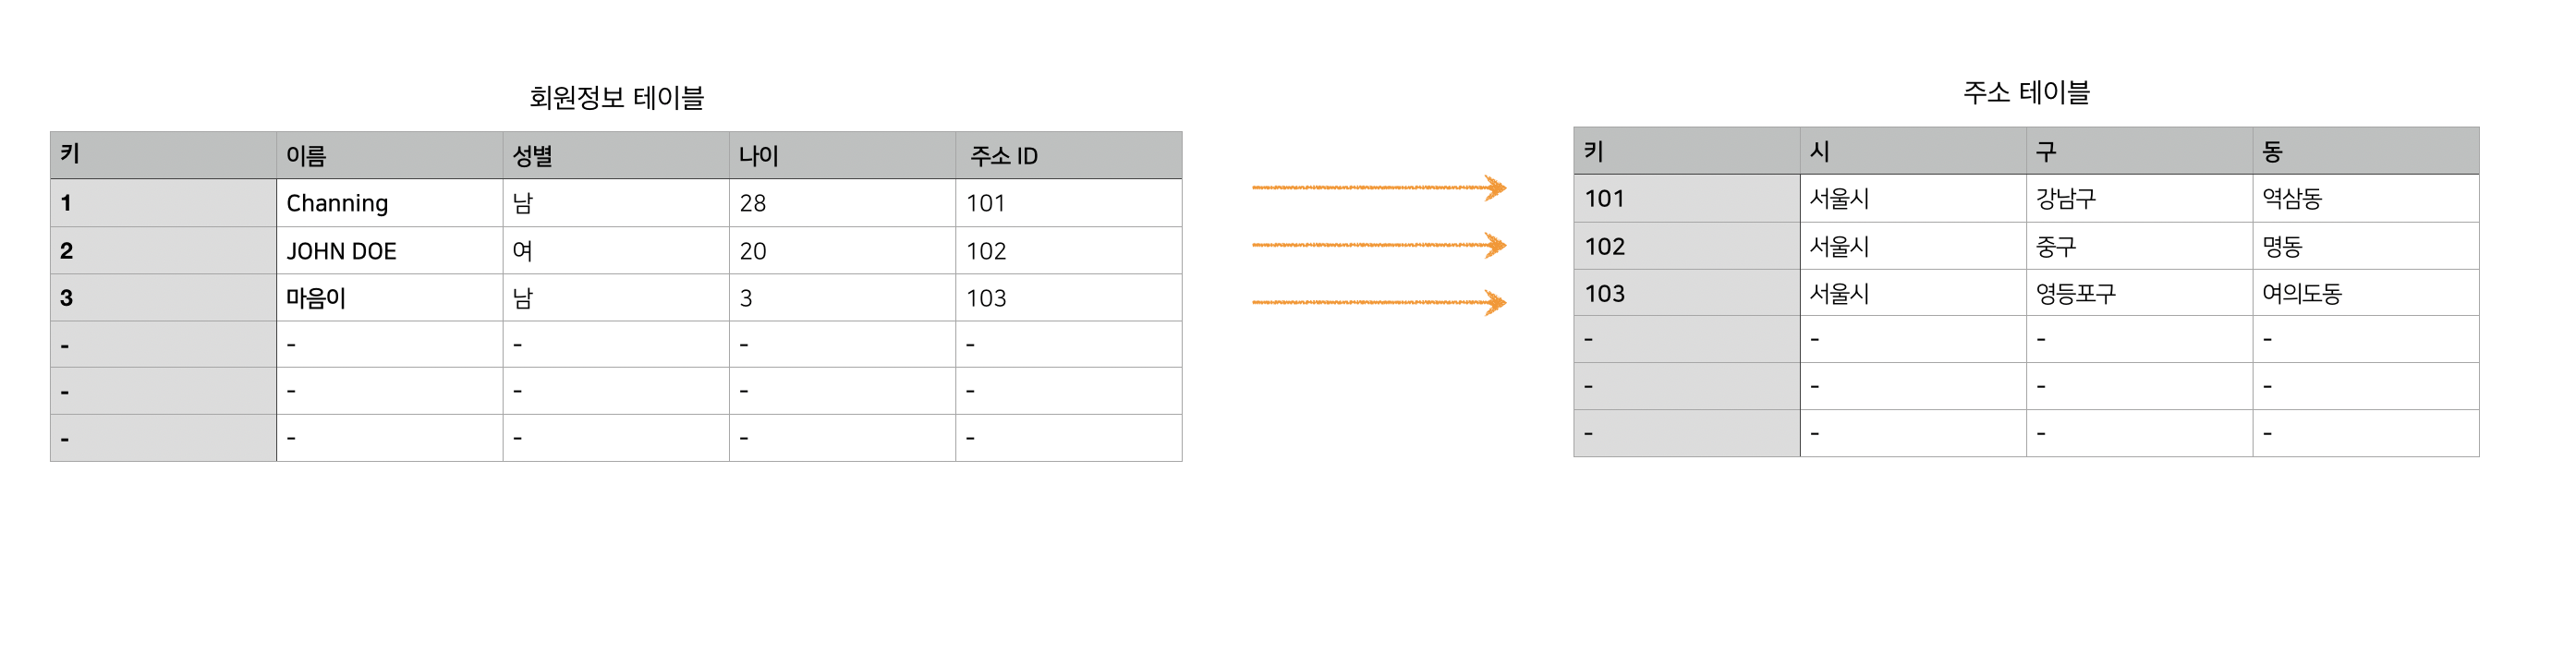 회원정보 테이블
키 이름 성별 나이 주소 ID
1 Channing 남 28 101
2 JOHN DOE 여 20 102
3 마음이 남 3 103
- - - - -
- - - - -
- - - - -
주소 테이블
키 시 구 동
101 서울시 강남구 역삼동
102 서울시 중구 명동
103 서울시 영등포구 여의도동
- - - -
- - - -
- - - -